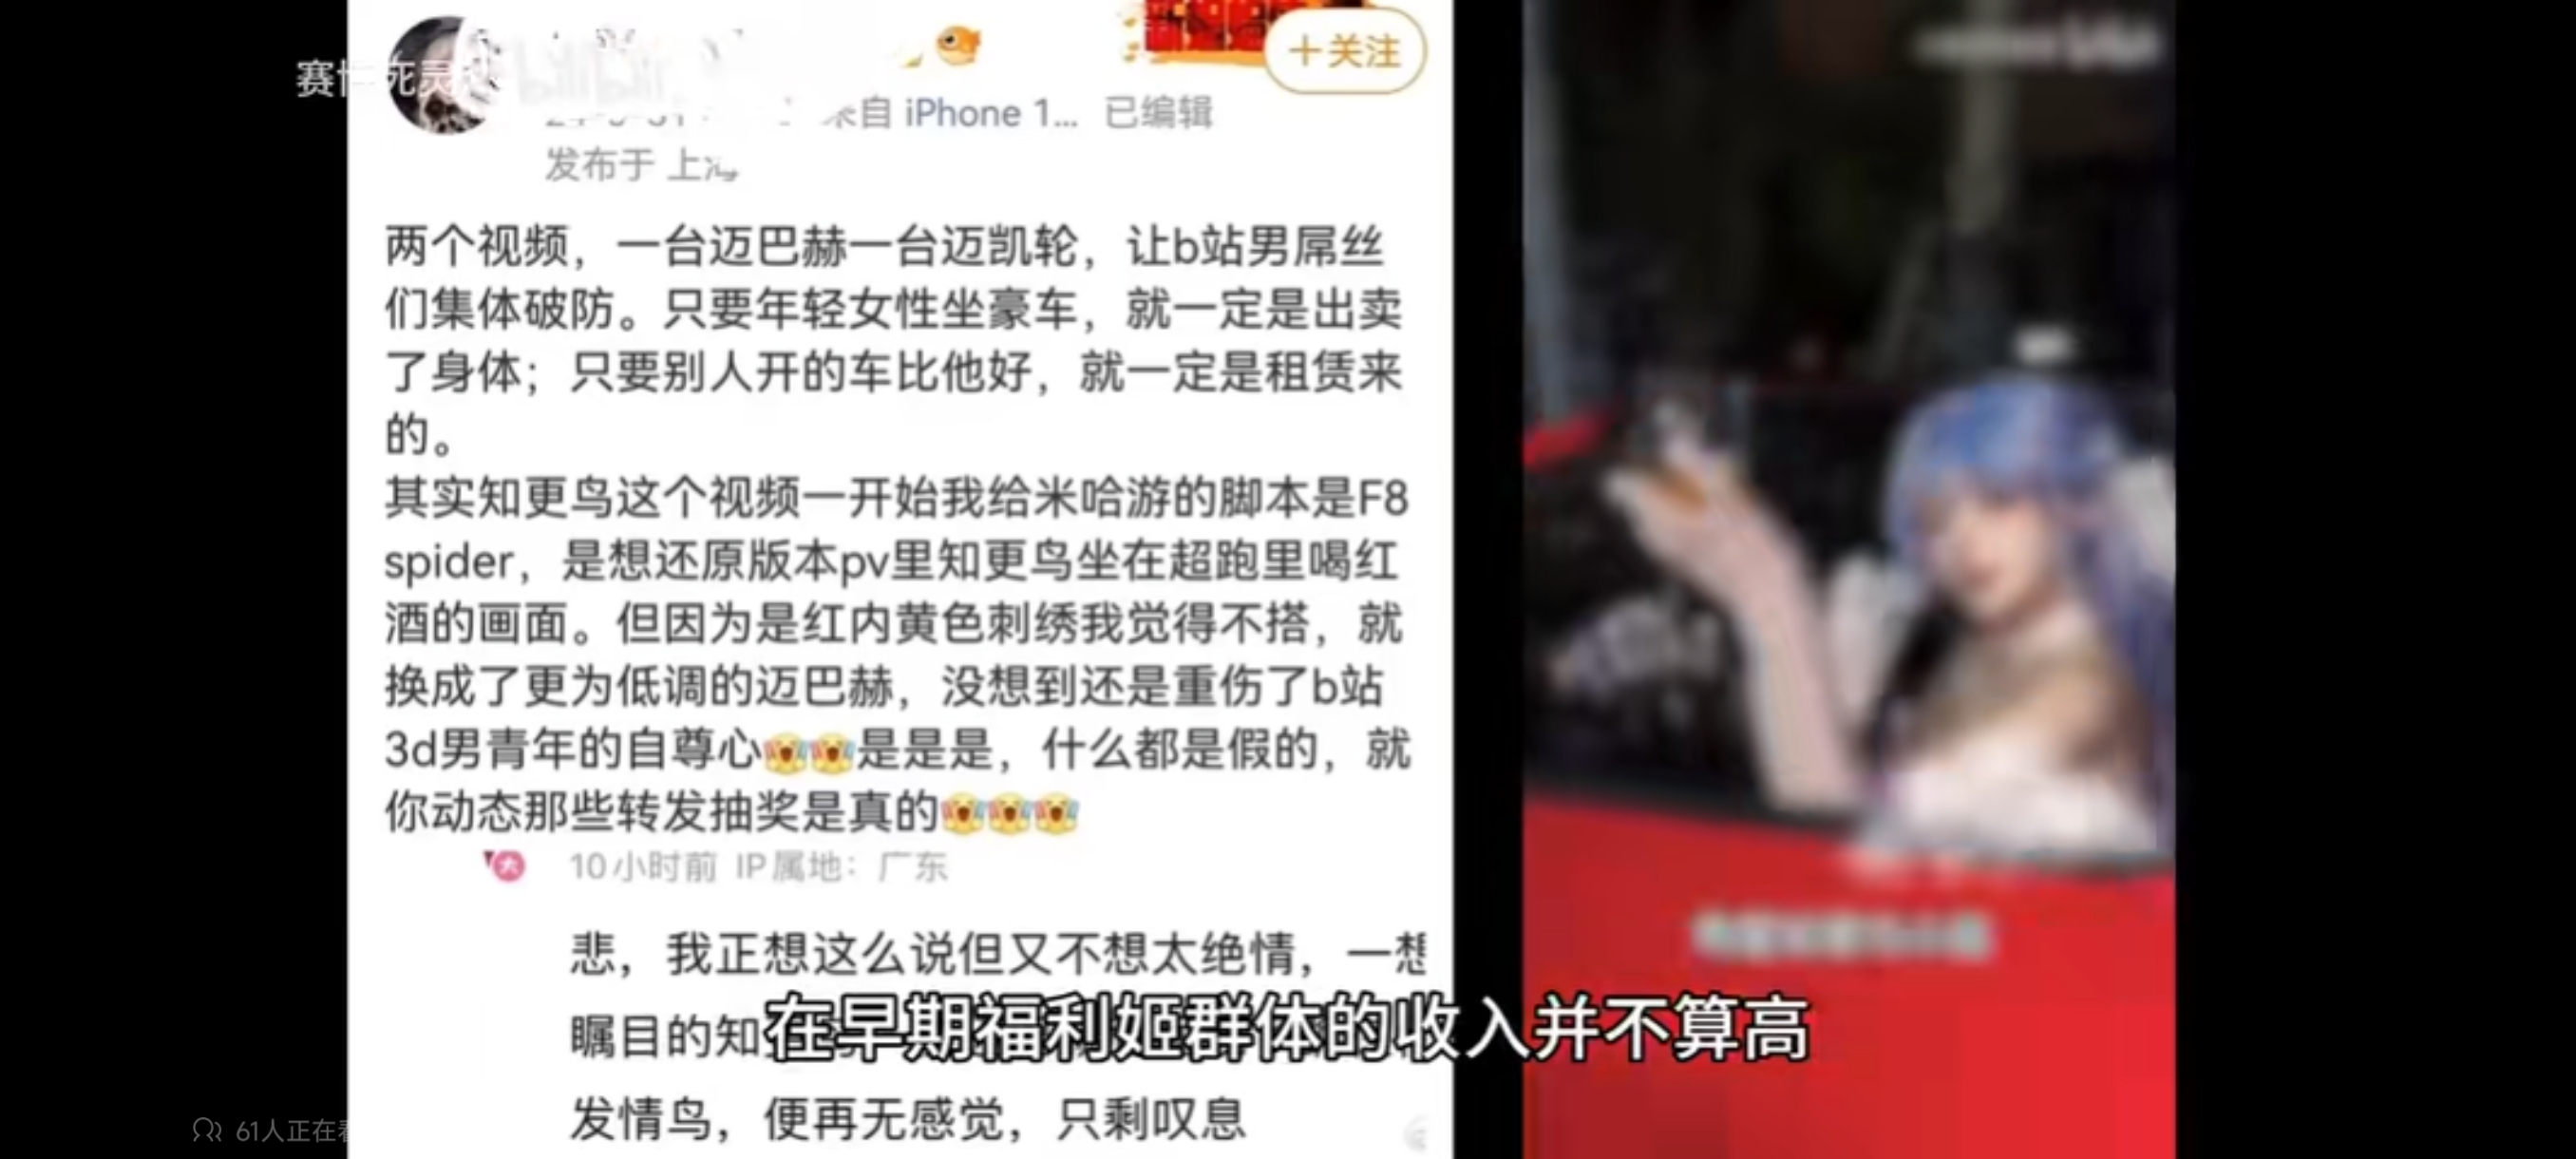 +关注
来自 iPhone 1... 已编辑
发布于 上海
两个视频，一台迈巴赫一台迈凯轮，让b站男屌丝
们集体破防。只要年轻女性坐豪车，就一定是出卖
了身体；只要别人开的车比他好，就一定是租赁来
的。
其实知更鸟这个视频一开始我给米哈游的脚本是F8
spider，是想还原版本pv里知更鸟坐在超跑里喝红
酒的画面。但因为是红内黄色刺绣我觉得不搭，就
换成了更为低调的迈巴赫，没想到还是重伤了b站
3d男青年的自尊心😭😭是是是，什么都是假的，就
你动态那些转发抽奖是真的😭😭😭
10小时前 IP属地：广东
悲，我正想这么说但又不想太绝情，一想
瞩目的知
在早期福利姬群体的收入并不算高
发情鸟，便再无感觉，只剩叹息
61人正在看